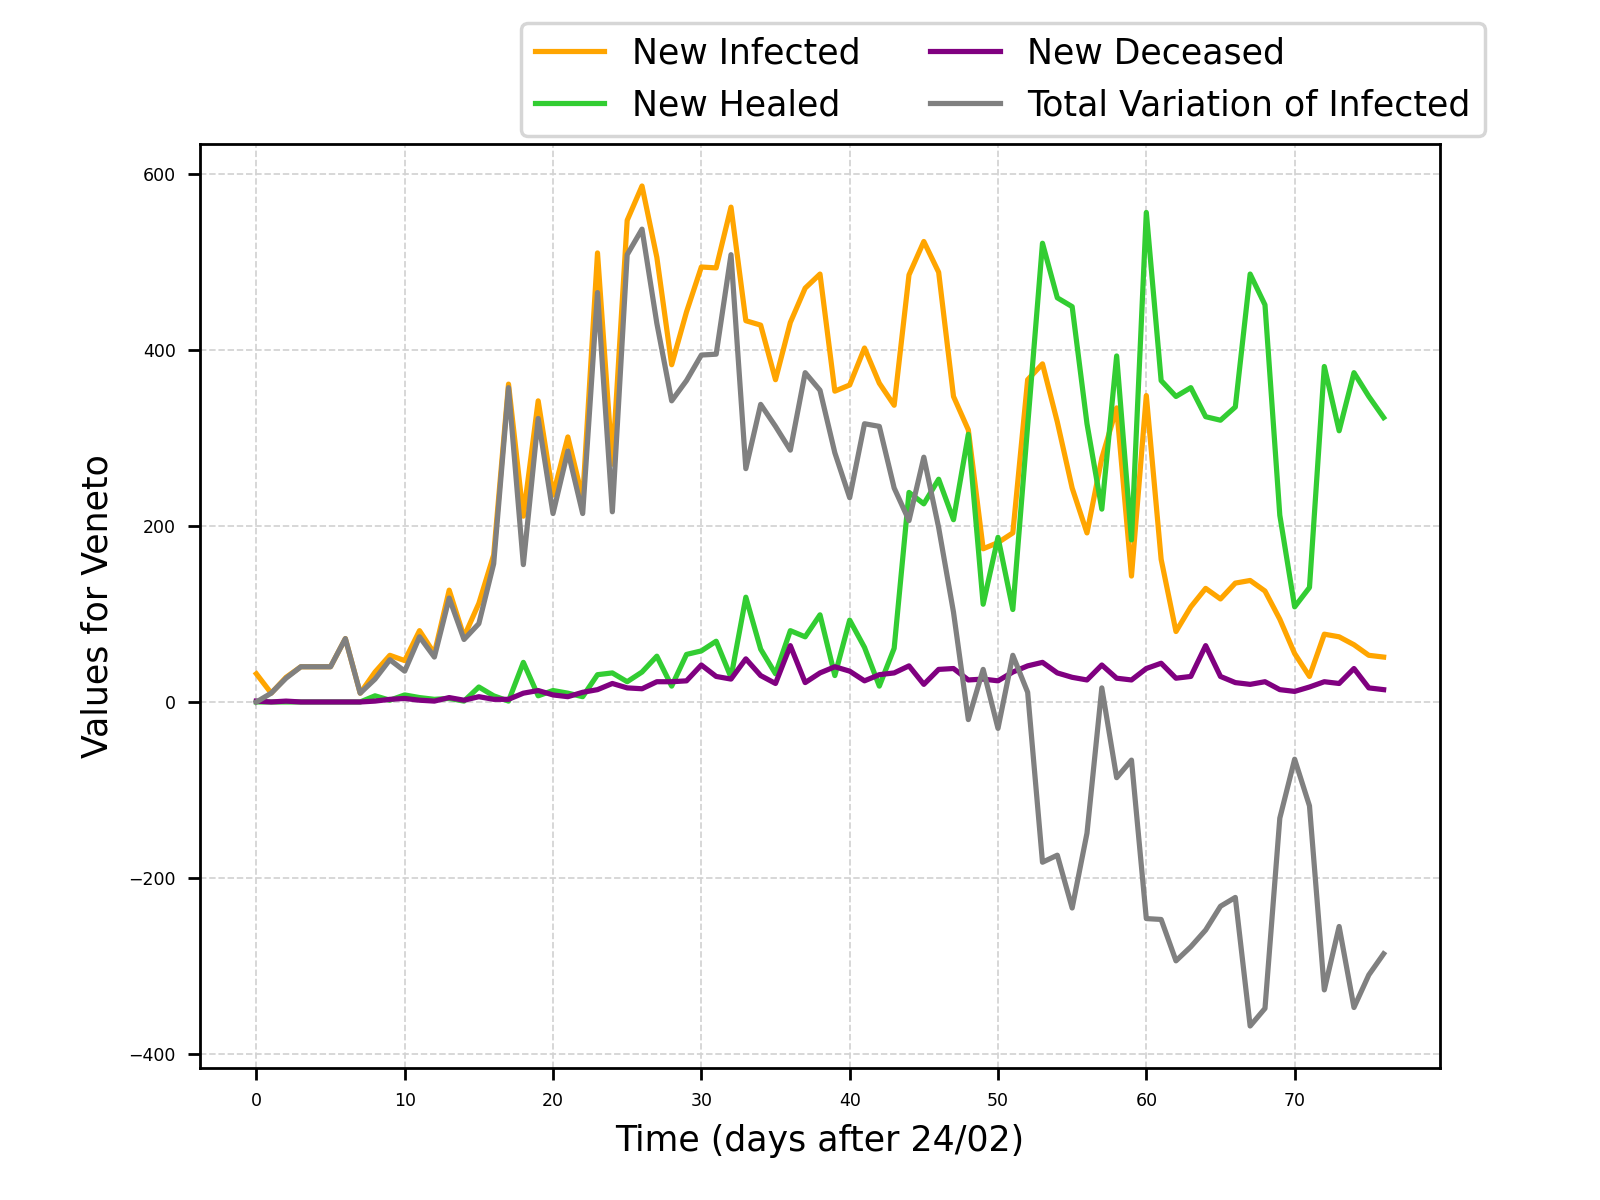 New Infected
New Healed
New Deceased
Total Variation of Infected
600
400
200
0
−200
−400
Values for Veneto
0 10 20 30 40 50 60 70
Time (days after 24/02)